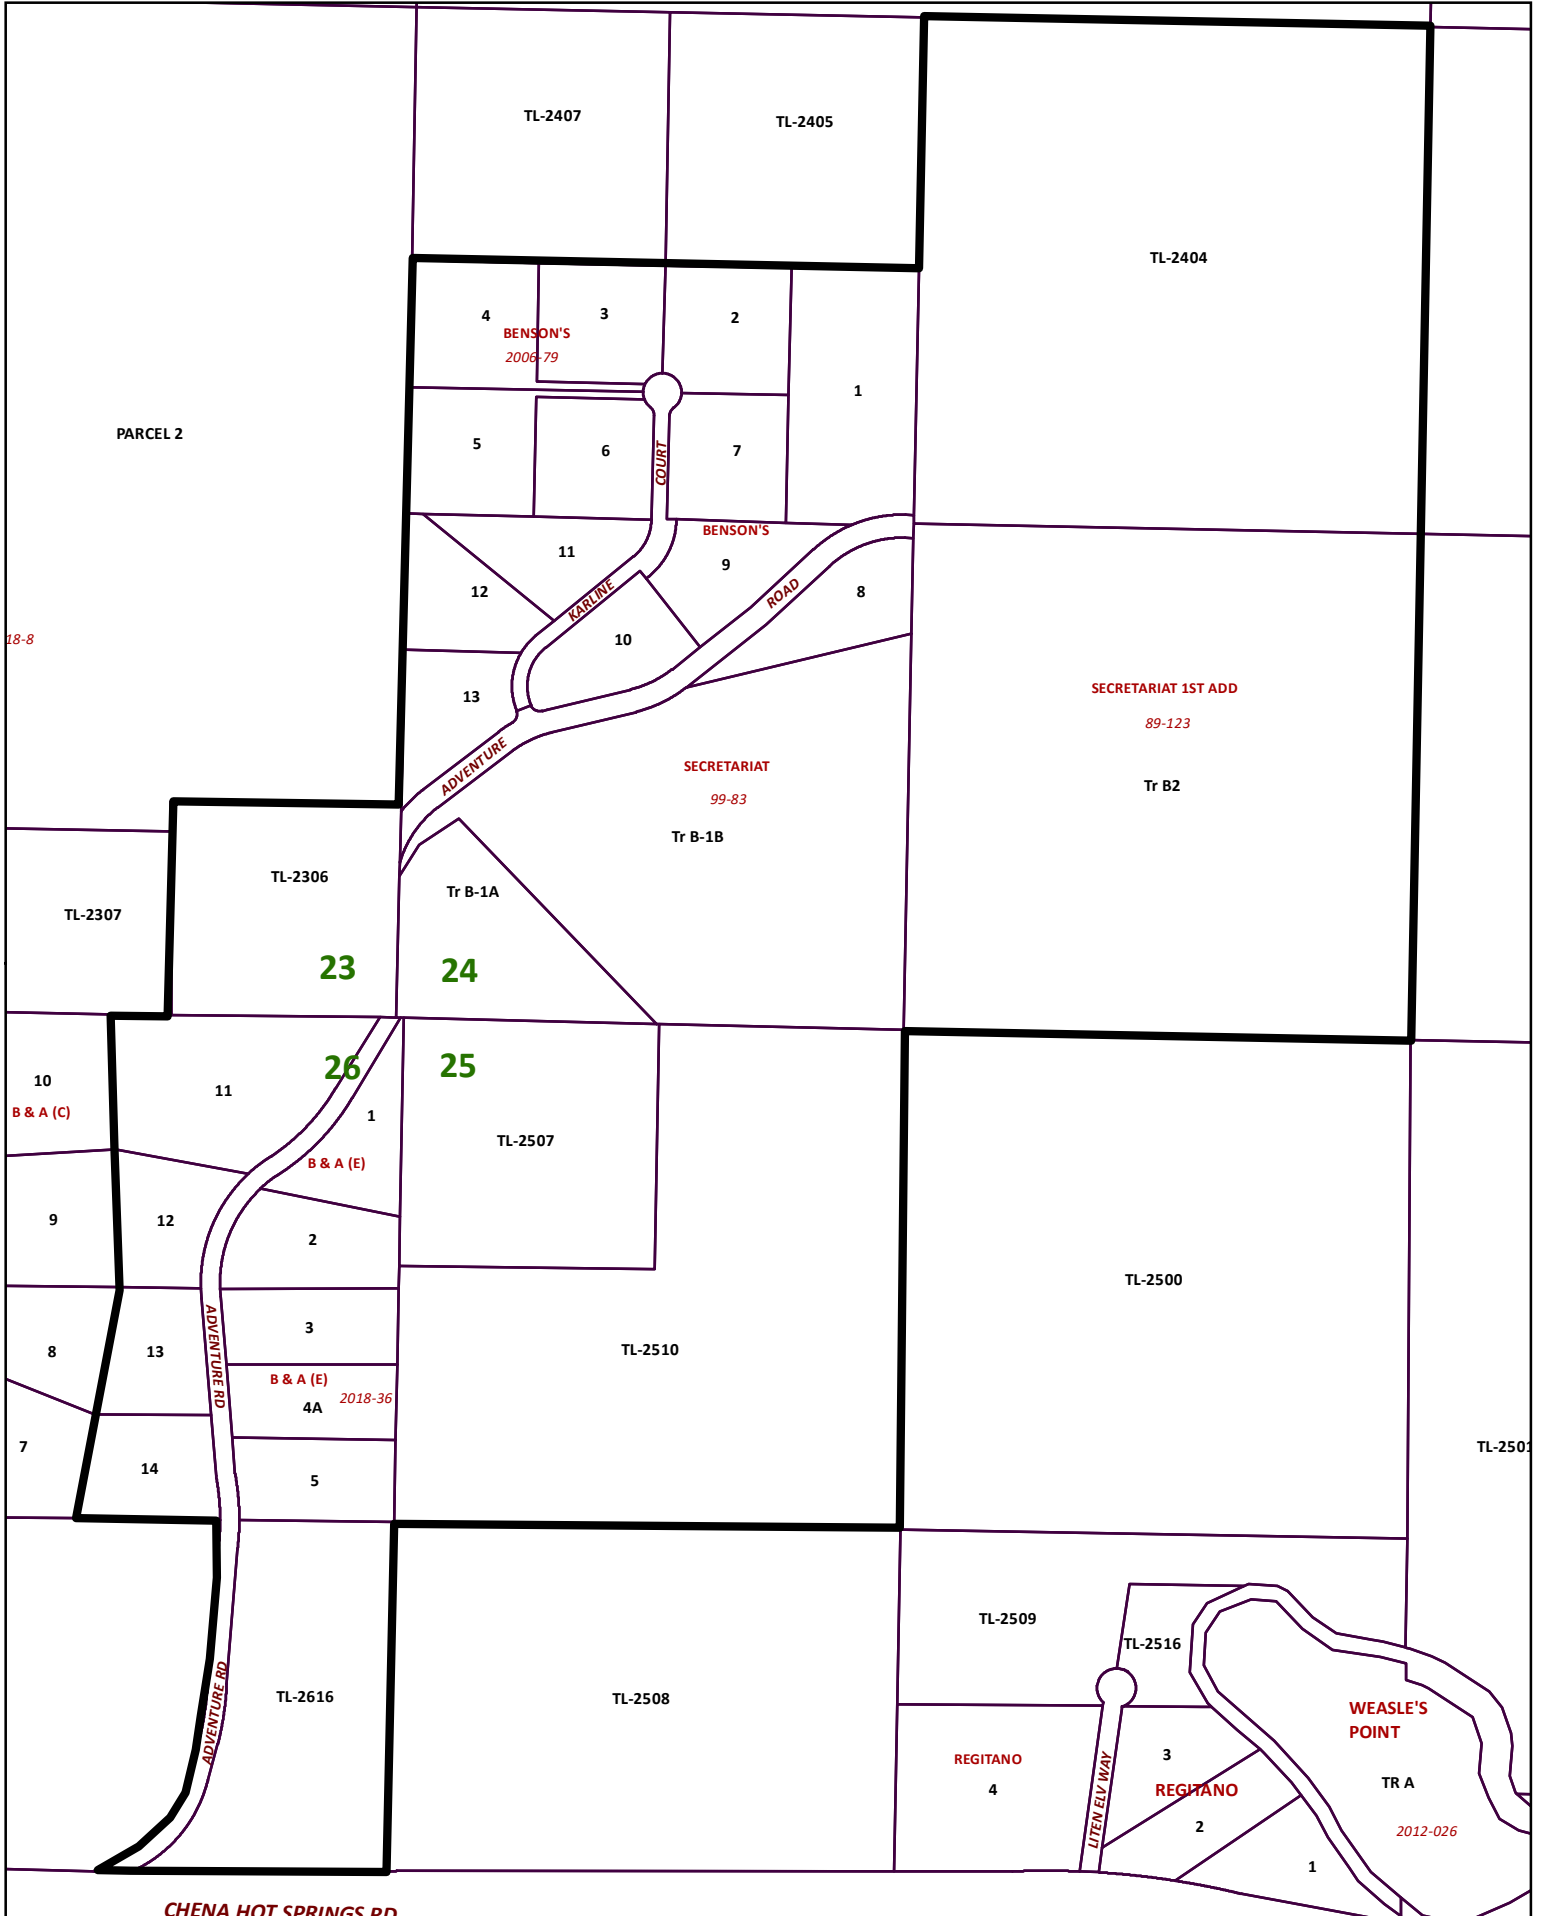 TL-2407
TL-2405
TL-2404
4
3
2
BENSON'S
2006-79
1
PARCEL 2
5
6
7
COURT
BENSON'S
11
9
12
KARLINE
ROAD
8
10
18-8
13
SECRETARIAT 1ST ADD
89-123
ADVENTURE
SECRETARIAT
99-83
Tr B2
Tr B-1B
TL-2306
Tr B-1A
TL-2307
23
24
26
25
10
11
B & A (C)
1
TL-2507
B & A (E)
9
12
2
TL-2500
3
8
13
ADVENTURE RD
TL-2510
B & A (E)
2018-36
4A
7
TL-2501
14
5
TL-2509
TL-2516
ADVENTURE RD
TL-2616
TL-2508
WEASLE'S
POINT
REGITANO
3
4
LITEN ELV WAY
REGITANO
TR A
2
2012-026
1
CHENA HOT SPRINGS RD